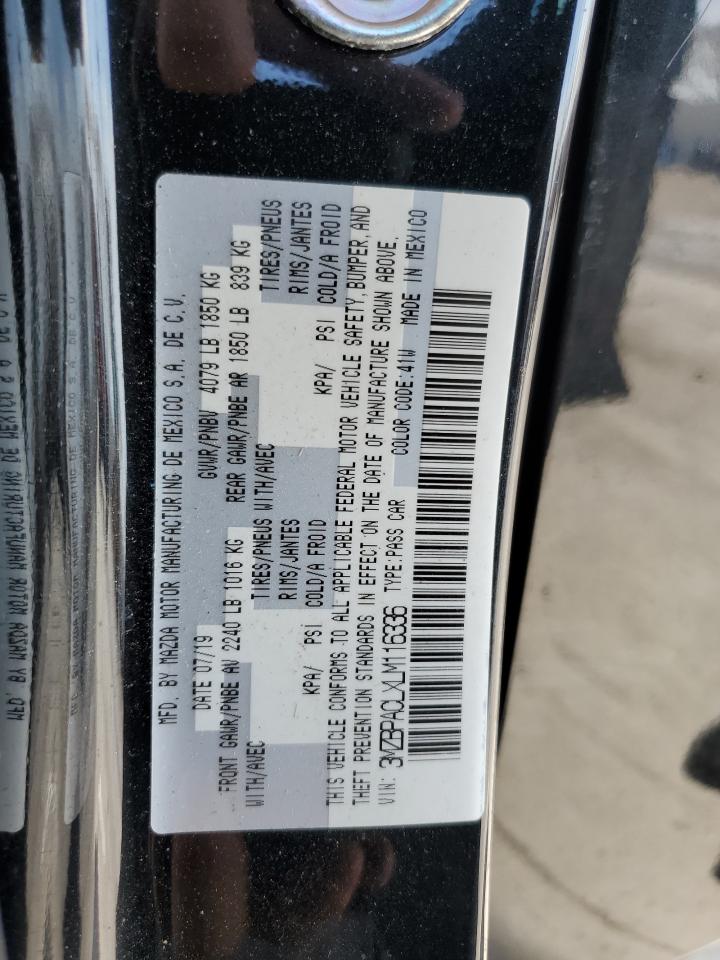 MFD. BY MAZDA MOTOR MANUFACTURING DE MEXICO S.A. DE C.V.
DATE 07/19 GVWR/PNBV 4079 LB 1850 KG
FRONT GAWR/PNBE AV 2240 LB 1016 KG REAR GAWR/PNBE AR 1850 LB 839 KG
WITH/AVEC TIRES/PNEUS WITH/AVEC TIRES/PNEUS
RIMS/JANTES RIMS/JANTES
KPA/ PSI COLD/A FROID KPA/ PSI COLD/A FROID
THIS VEHICLE CONFORMS TO ALL APPLICABLE FEDERAL MOTOR VEHICLE SAFETY, BUMPER, AND
THEFT PREVENTION STANDARDS IN EFFECT ON THE DATE OF MANUFACTURE SHOWN ABOVE.
VIN: 3MZBPACLXLM116336 TYPE:PASS CAR COLOR CODE:41W MADE IN MEXICO